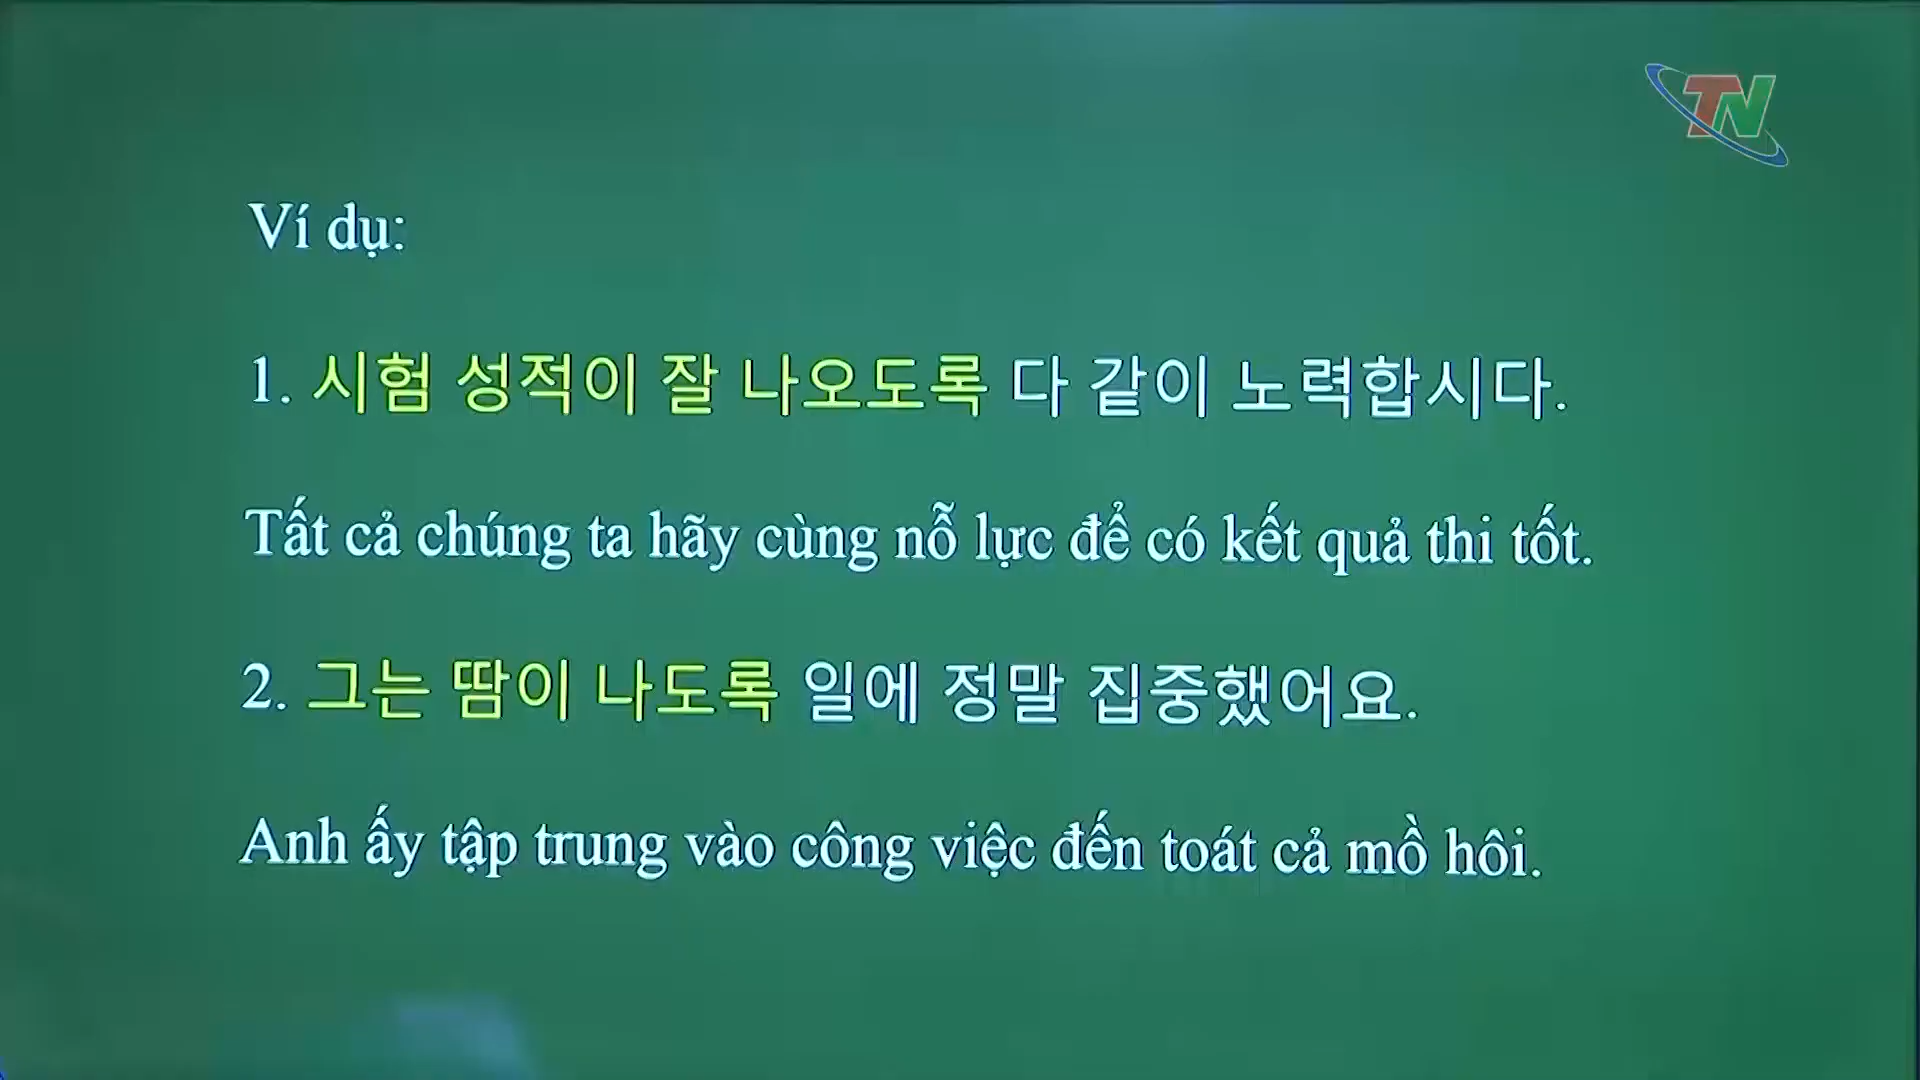 TN
Ví dụ:
1. 시험 성적이 잘 나오도록 다 같이 노력합시다.
Tất cả chúng ta hãy cùng nỗ lực để có kết quả thi tốt.
2. 그는 땀이 나도록 일에 정말 집중했어요.
Anh ấy tập trung vào công việc đến toát cả mồ hôi.